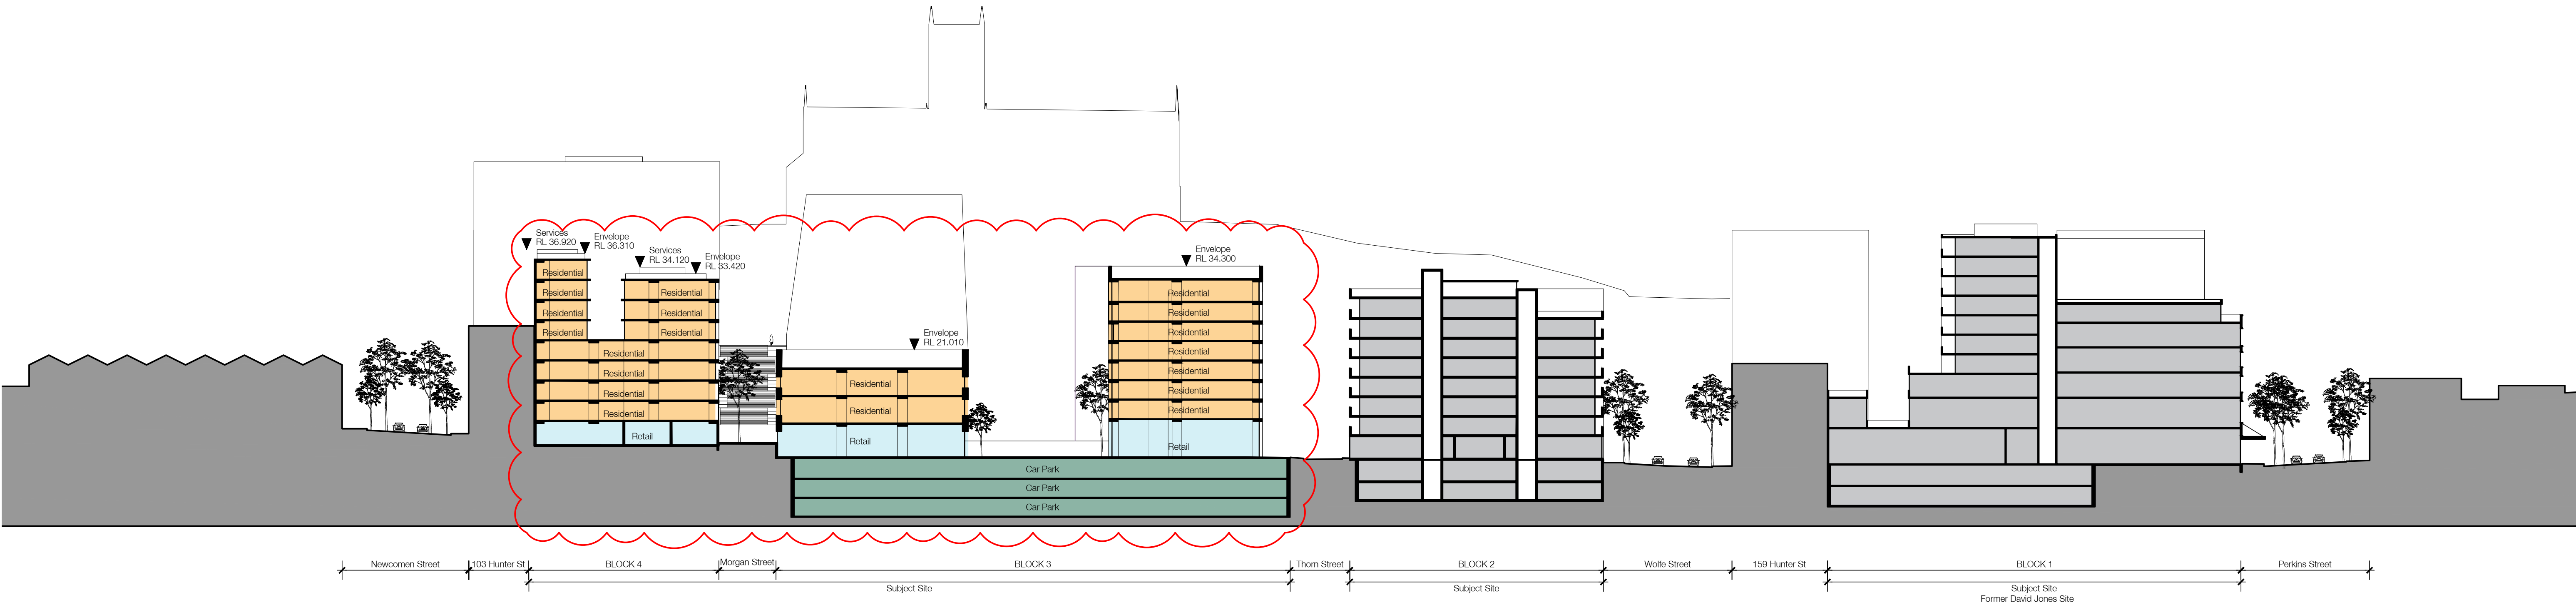 Services
RL 36.920
Envelope
RL 36.310
Services
RL 34.120
Envelope
RL 33.420
Envelope
RL 34.300
Envelope
RL 21.010
Residential
Residential
Residential
Residential
Residential
Residential
Residential
Residential
Residential
Residential
Residential
Retail
Residential
Residential
Retail
Residential
Residential
Residential
Residential
Residential
Residential
Residential
Retail
Car Park
Car Park
Car Park
Newcomen Street
103 Hunter St
BLOCK 4
Morgan Street
BLOCK 3
Thorn Street
BLOCK 2
Wolfe Street
159 Hunter St
BLOCK 1
Perkins Street
Subject Site
Subject Site
Subject Site
Former David Jones Site